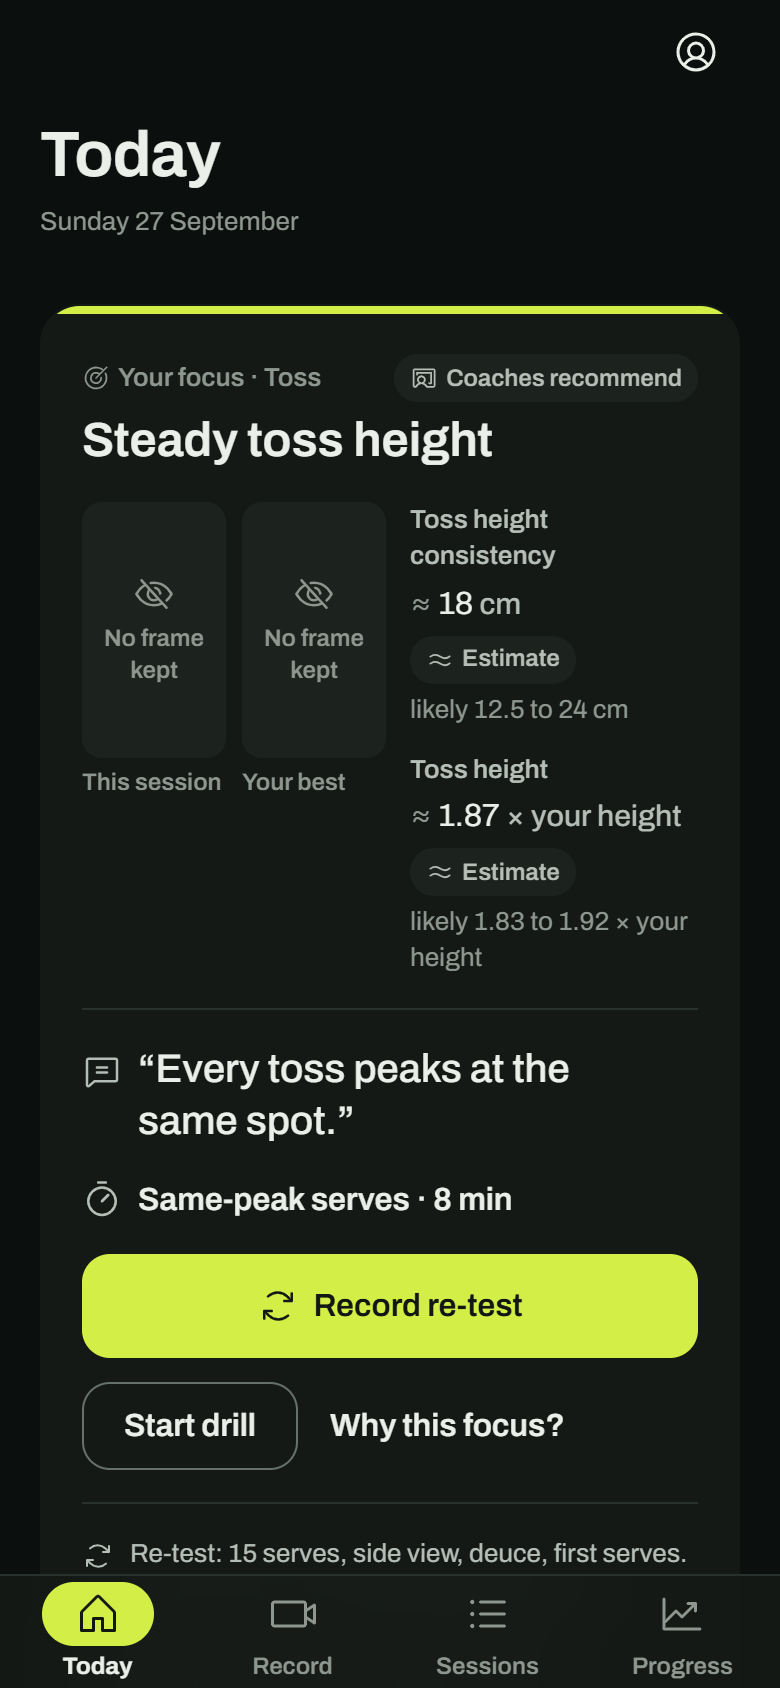 Today
Sunday 27 September
Your focus · Toss
Coaches recommend
Steady toss height
No frame
kept
This session
No frame
kept
Your best
Toss height
consistency
≈ 18 cm
Estimate
likely 12.5 to 24 cm
Toss height
≈ 1.87 × your height
Estimate
likely 1.83 to 1.92 × your
height
“Every toss peaks at the
same spot.”
Same-peak serves · 8 min
Record re-test
Start drill
Why this focus?
Re-test: 15 serves, side view, deuce, first serves.
Today
Record
Sessions
Progress